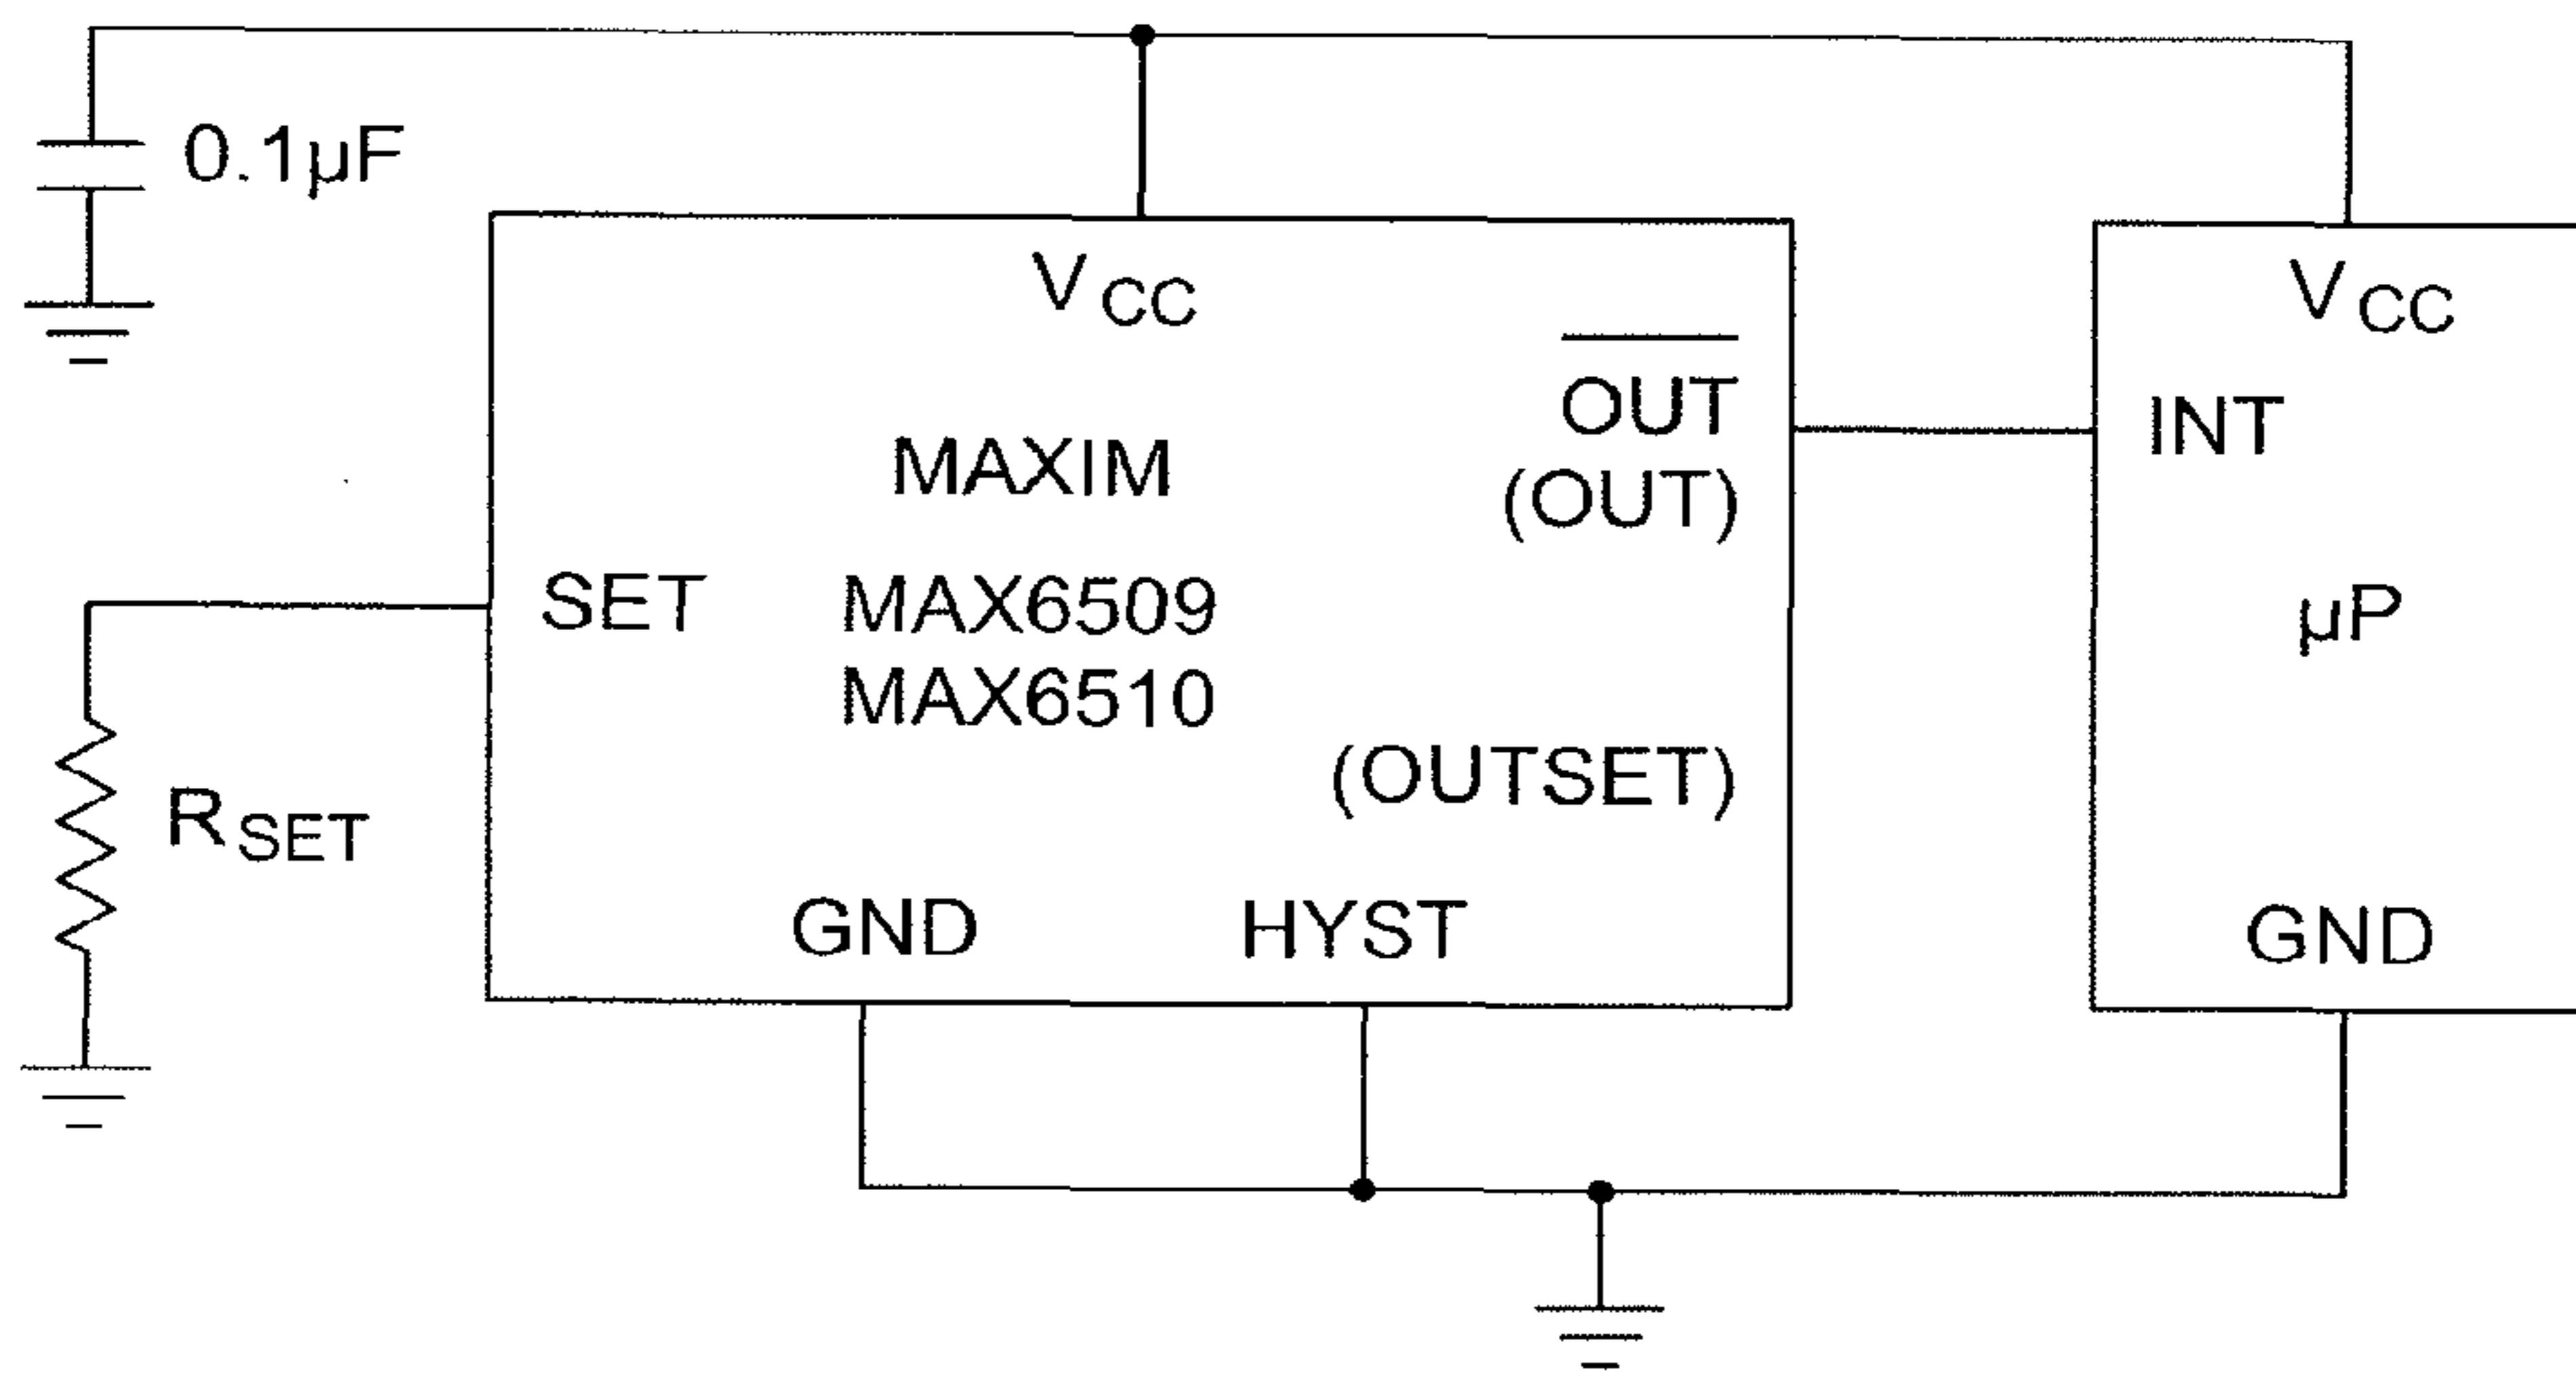 0.1µF
VCC
VCC
OUT
(OUT)
INT
MAXIM
SET
MAX6509
MAX6510
µP
(OUTSET)
RSET
GND
HYST
GND